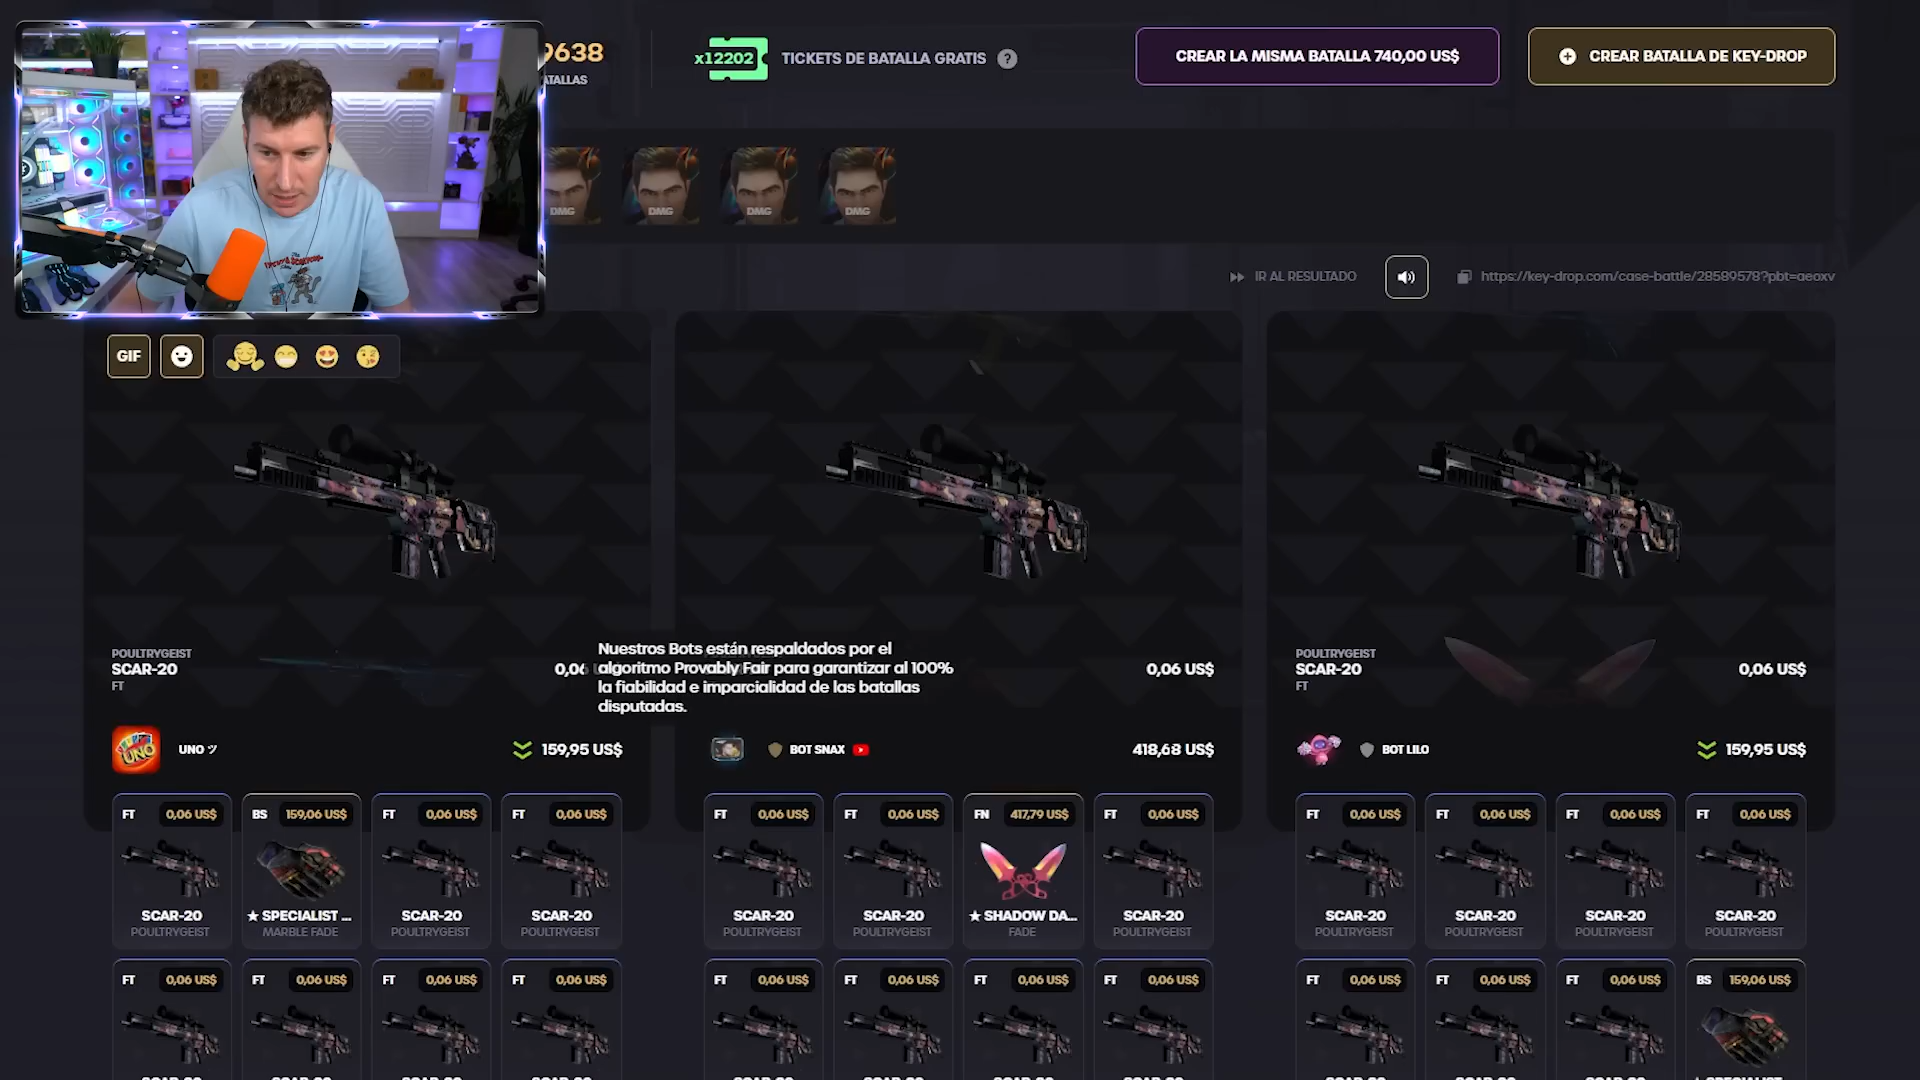 9638
ATALLAS
x12202
TICKETS DE BATALLA GRATIS ?
CREAR LA MISMA BATALLA 740,00 US$
CREAR BATALLA DE KEY-DROP
DMG
DMG
DMG
DMG
IR AL RESULTADO
https://key-drop.com/case-battle/28589578?pbt=aeoxv
GIF
POULTRYGEIST
SCAR-20
FT
0,06
Nuestros Bots están respaldados por el
algoritmo Provably Fair para garantizar al 100%
la fiabilidad e imparcialidad de las batallas
disputadas.
0,06 US$
POULTRYGEIST
SCAR-20
FT
0,06 US$
UNO
UNO ツ
159,95 US$
BOT SNAX
418,68 US$
BOT LILO
159,95 US$
FT 0,06 US$
SCAR-20
POULTRYGEIST
BS 159,06 US$
★ SPECIALIST ...
MARBLE FADE
FT 0,06 US$
SCAR-20
POULTRYGEIST
FT 0,06 US$
SCAR-20
POULTRYGEIST
FT 0,06 US$
SCAR-20
POULTRYGEIST
FT 0,06 US$
SCAR-20
POULTRYGEIST
FN 417,79 US$
★ SHADOW DA...
FADE
FT 0,06 US$
SCAR-20
POULTRYGEIST
FT 0,06 US$
SCAR-20
POULTRYGEIST
FT 0,06 US$
SCAR-20
POULTRYGEIST
FT 0,06 US$
SCAR-20
POULTRYGEIST
FT 0,06 US$
SCAR-20
POULTRYGEIST
FT 0,06 US$
FT 0,06 US$
FT 0,06 US$
FT 0,06 US$
FT 0,06 US$
FT 0,06 US$
FT 0,06 US$
FT 0,06 US$
FT 0,06 US$
FT 0,06 US$
FT 0,06 US$
BS 159,06 US$